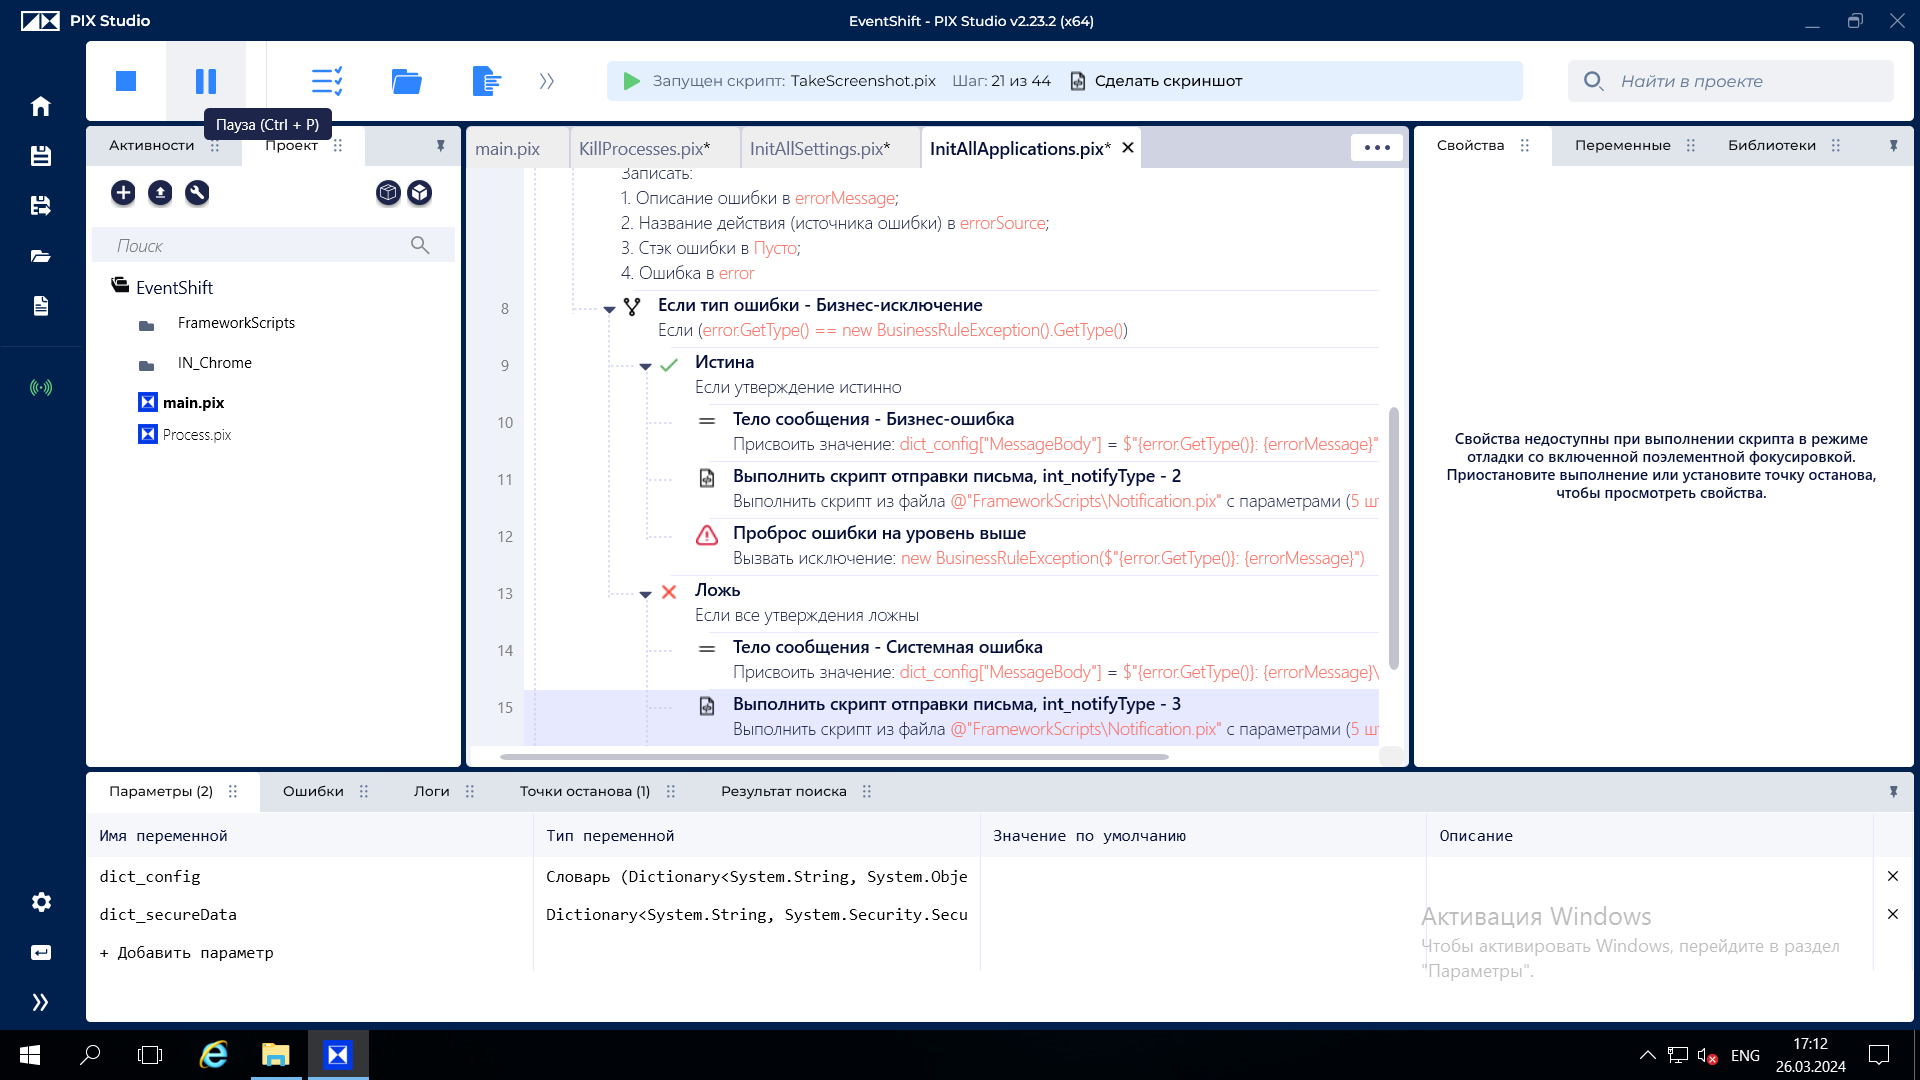 PIX Studio
EventShift - PIX Studio v2.23.2 (x64)
Запущен скрипт: TakeScreenshot.pix Шаг: 21 из 44 Сделать скриншот
Найти в проекте
Пауза (Ctrl + P)
Активности
Проект
Поиск
EventShift
FrameworkScripts
IN_Chrome
main.pix
Process.pix
main.pix
KillProcesses.pix*
InitAllSettings.pix*
InitAllApplications.pix*
Записать:
1. Описание ошибки в errorMessage;
2. Название действия (источника ошибки) в errorSource;
3. Стэк ошибки в Пусто;
4. Ошибка в error
8 Если тип ошибки - Бизнес-исключение
Если (error.GetType() == new BusinessRuleException().GetType())
9 Истина
Если утверждение истинно
10 Тело сообщения - Бизнес-ошибка
Присвоить значение: dict_config["MessageBody"] = $"{error.GetType()}: {errorMessage}"
11 Выполнить скрипт отправки письма, int_notifyType - 2
Выполнить скрипт из файла @"FrameworkScripts\Notification.pix" с параметрами (5 шт
12 Проброс ошибки на уровень выше
Вызвать исключение: new BusinessRuleException($"{error.GetType()}: {errorMessage}")
13 Ложь
Если все утверждения ложны
14 Тело сообщения - Системная ошибка
Присвоить значение: dict_config["MessageBody"] = $"{error.GetType()}: {errorMessage}\
15 Выполнить скрипт отправки письма, int_notifyType - 3
Выполнить скрипт из файла @"FrameworkScripts\Notification.pix" с параметрами (5 шт
Свойства
Переменные
Библиотеки
Свойства недоступны при выполнении скрипта в режиме
отладки со включенной поэлементной фокусировкой.
Приостановите выполнение или установите точку останова,
чтобы просмотреть свойства.
Параметры (2)
Ошибки
Логи
Точки останова (1)
Результат поиска
Имя переменной
Тип переменной
Значение по умолчанию
Описание
dict_config
Словарь (Dictionary<System.String, System.Obje
dict_secureData
Dictionary<System.String, System.Security.Secu
+ Добавить параметр
Активация Windows
Чтобы активировать Windows, перейдите в раздел
"Параметры".
ENG
17:12
26.03.2024